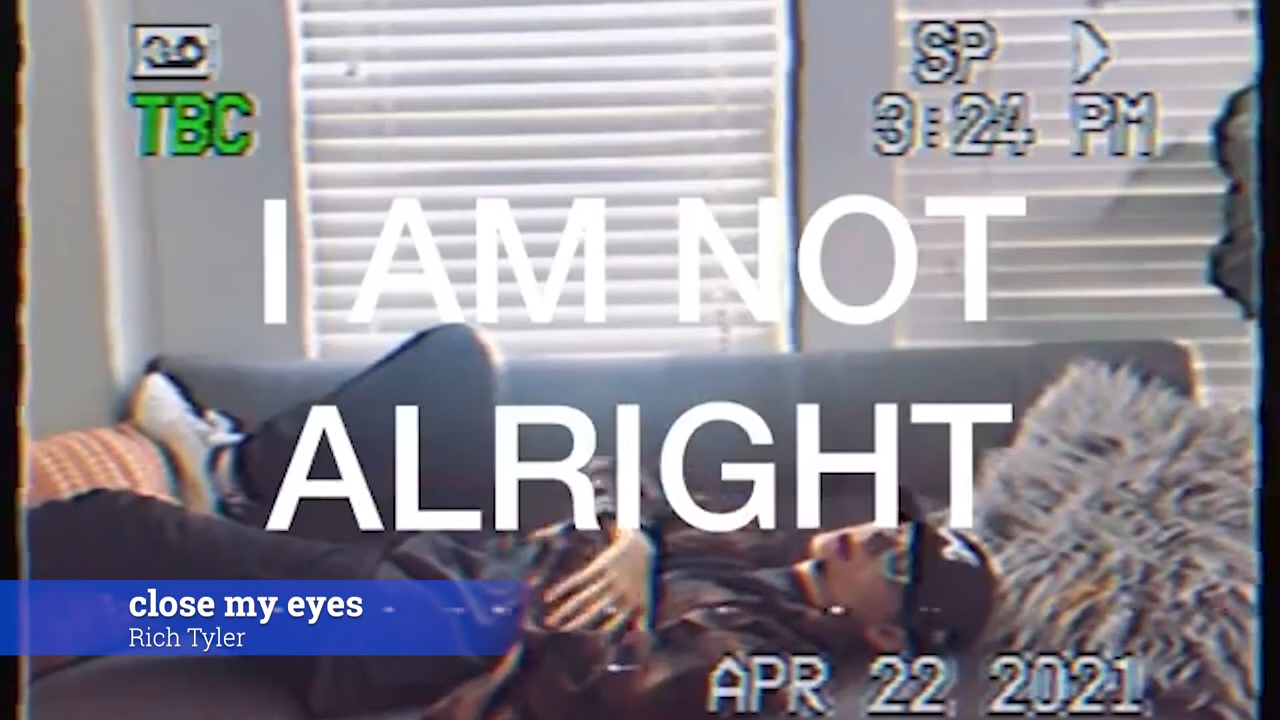 TBC
SP
3:24 PM
I AM NOT
ALRIGHT
close my eyes
Rich Tyler
APR 22 2021